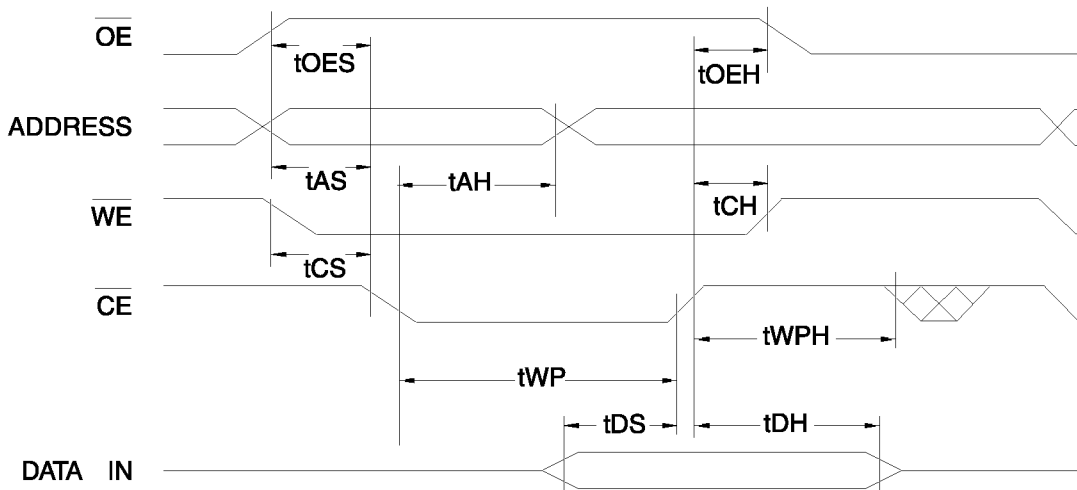 OE
tOES
tOEH
ADDRESS
tAS
tAH
tCH
WE
tCS
CE
tWPH
tWP
tDS
tDH
DATA IN